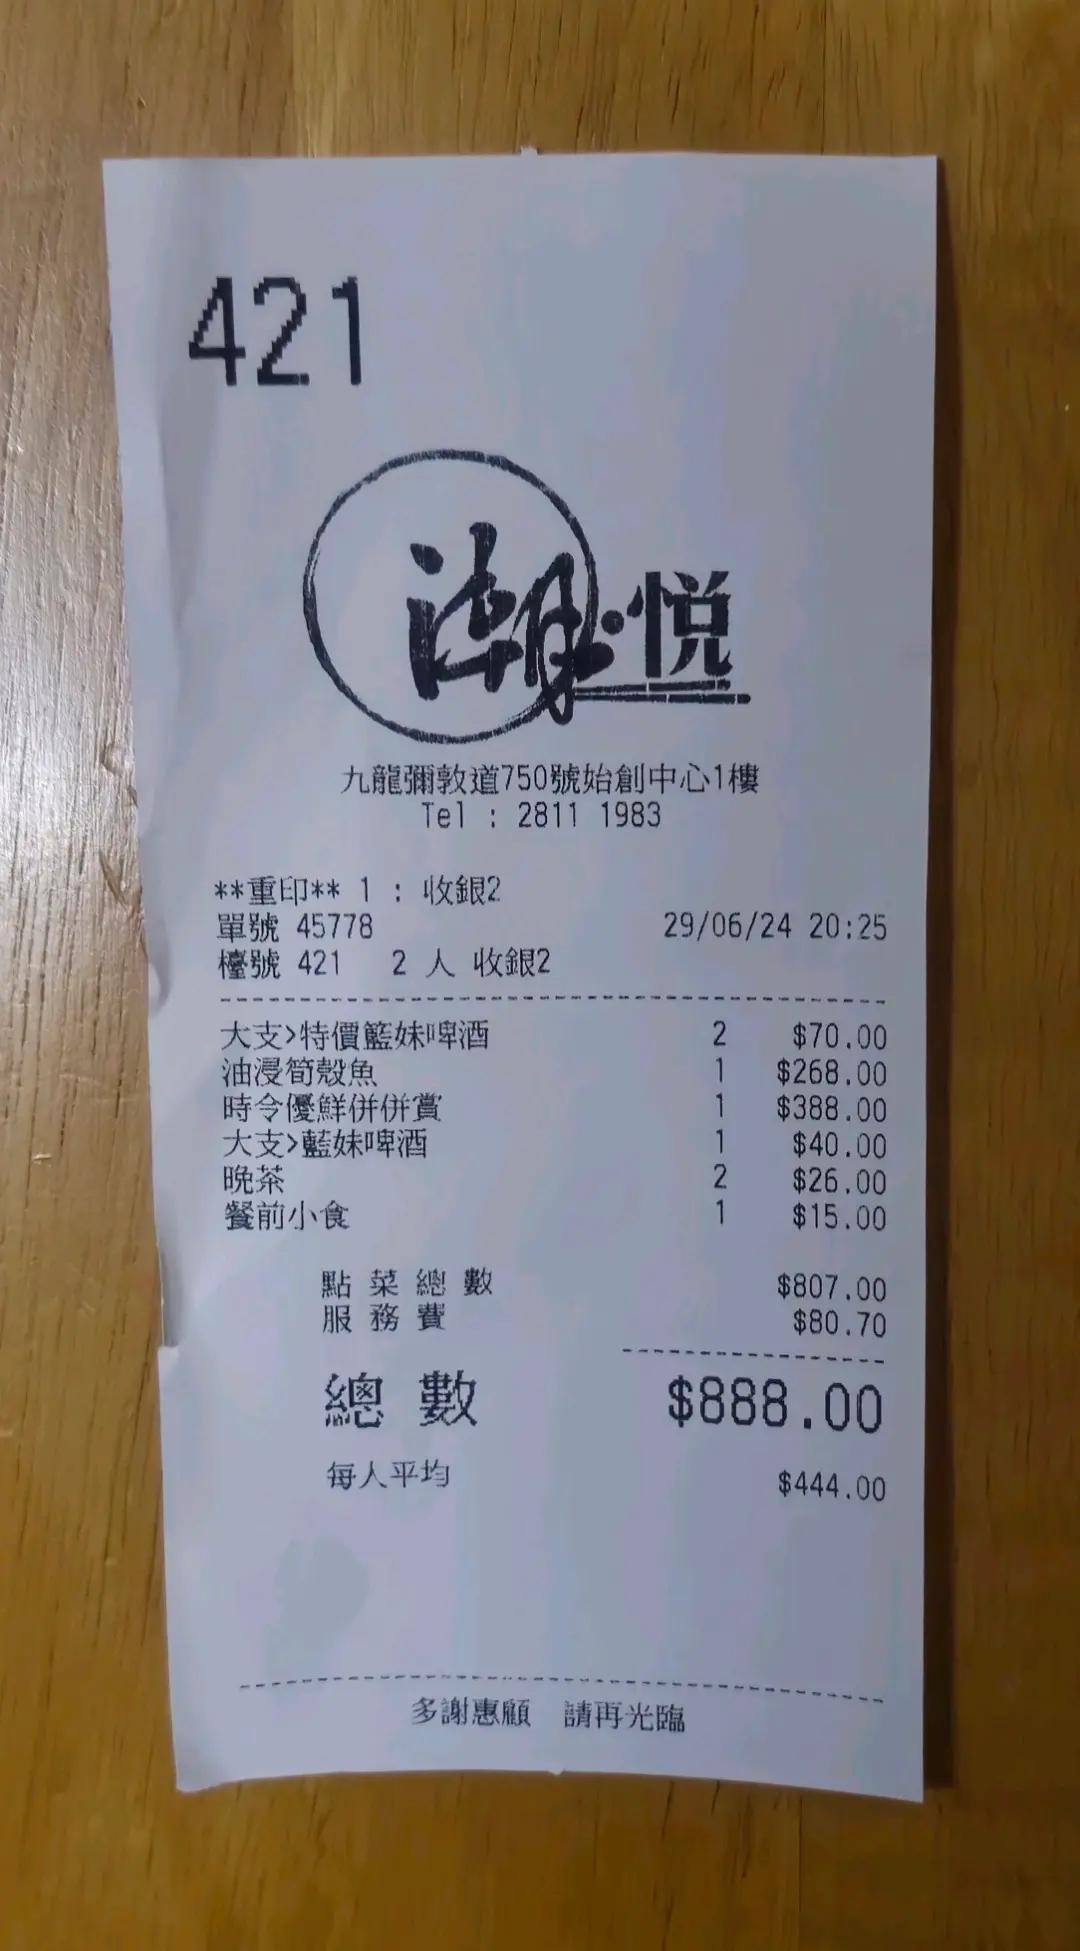 421
潮悦
九龍彌敦道750號始創中心1樓
Tel : 2811 1983
**重印** 1 : 收銀2
單號 45778 29/06/24 20:25
檯號 421 2 人 收銀2
大支>特價籃妹啤酒 2 $70.00
油浸筍殼魚 1 $268.00
時令優鮮併併賞 1 $388.00
大支>藍妹啤酒 1 $40.00
晚茶 2 $26.00
餐前小食 1 $15.00
點菜總數 $807.00
服務費 $80.70
總數 $888.00
每人平均 $444.00
多謝惠顧 請再光臨